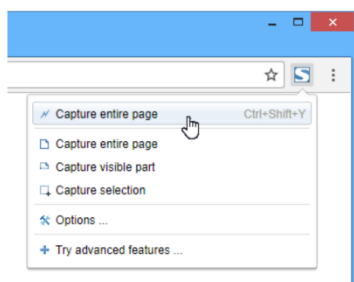 Capture entire page Ctrl+Shift+Y
Capture entire page
Capture visible part
Capture selection
Options ...
Try advanced features ...